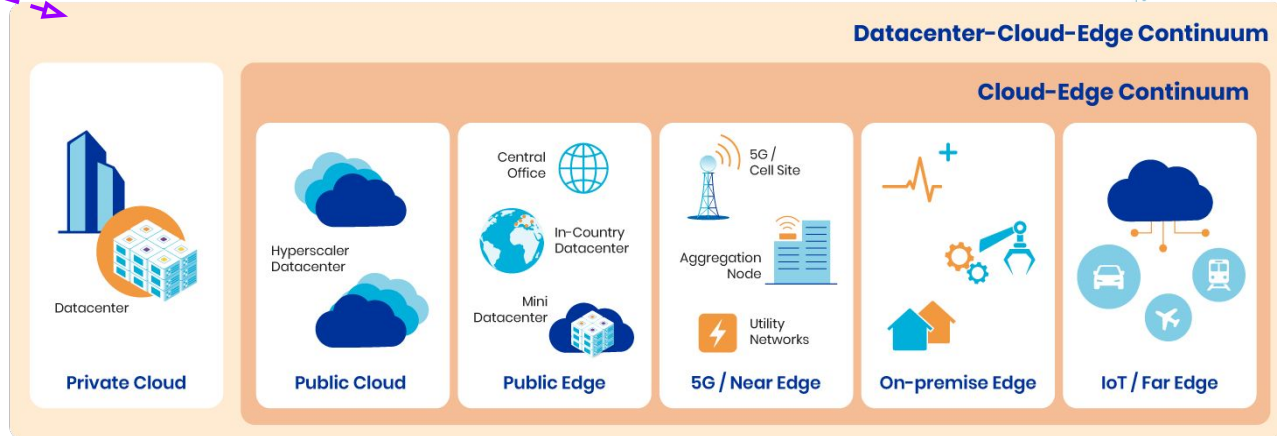 Datacenter-Cloud-Edge Continuum
Cloud-Edge Continuum
Datacenter
Private Cloud
Hyperscaler
Datacenter
Public Cloud
Central
Office
In-Country
Datacenter
Mini
Datacenter
Public Edge
5G /
Cell Site
Aggregation
Node
Utility
Networks
5G / Near Edge
On-premise Edge
IoT / Far Edge